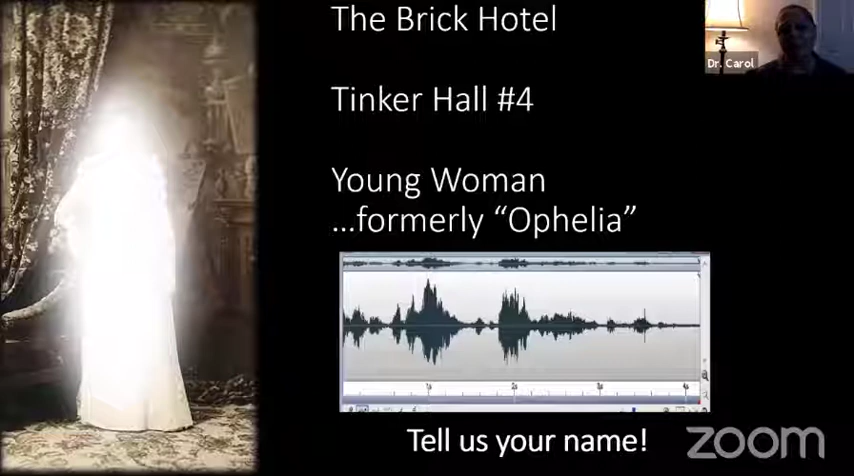 The Brick Hotel
Tinker Hall #4
Young Woman
...formerly “Ophelia”
Tell us your name!
Dr. Carol
zoom